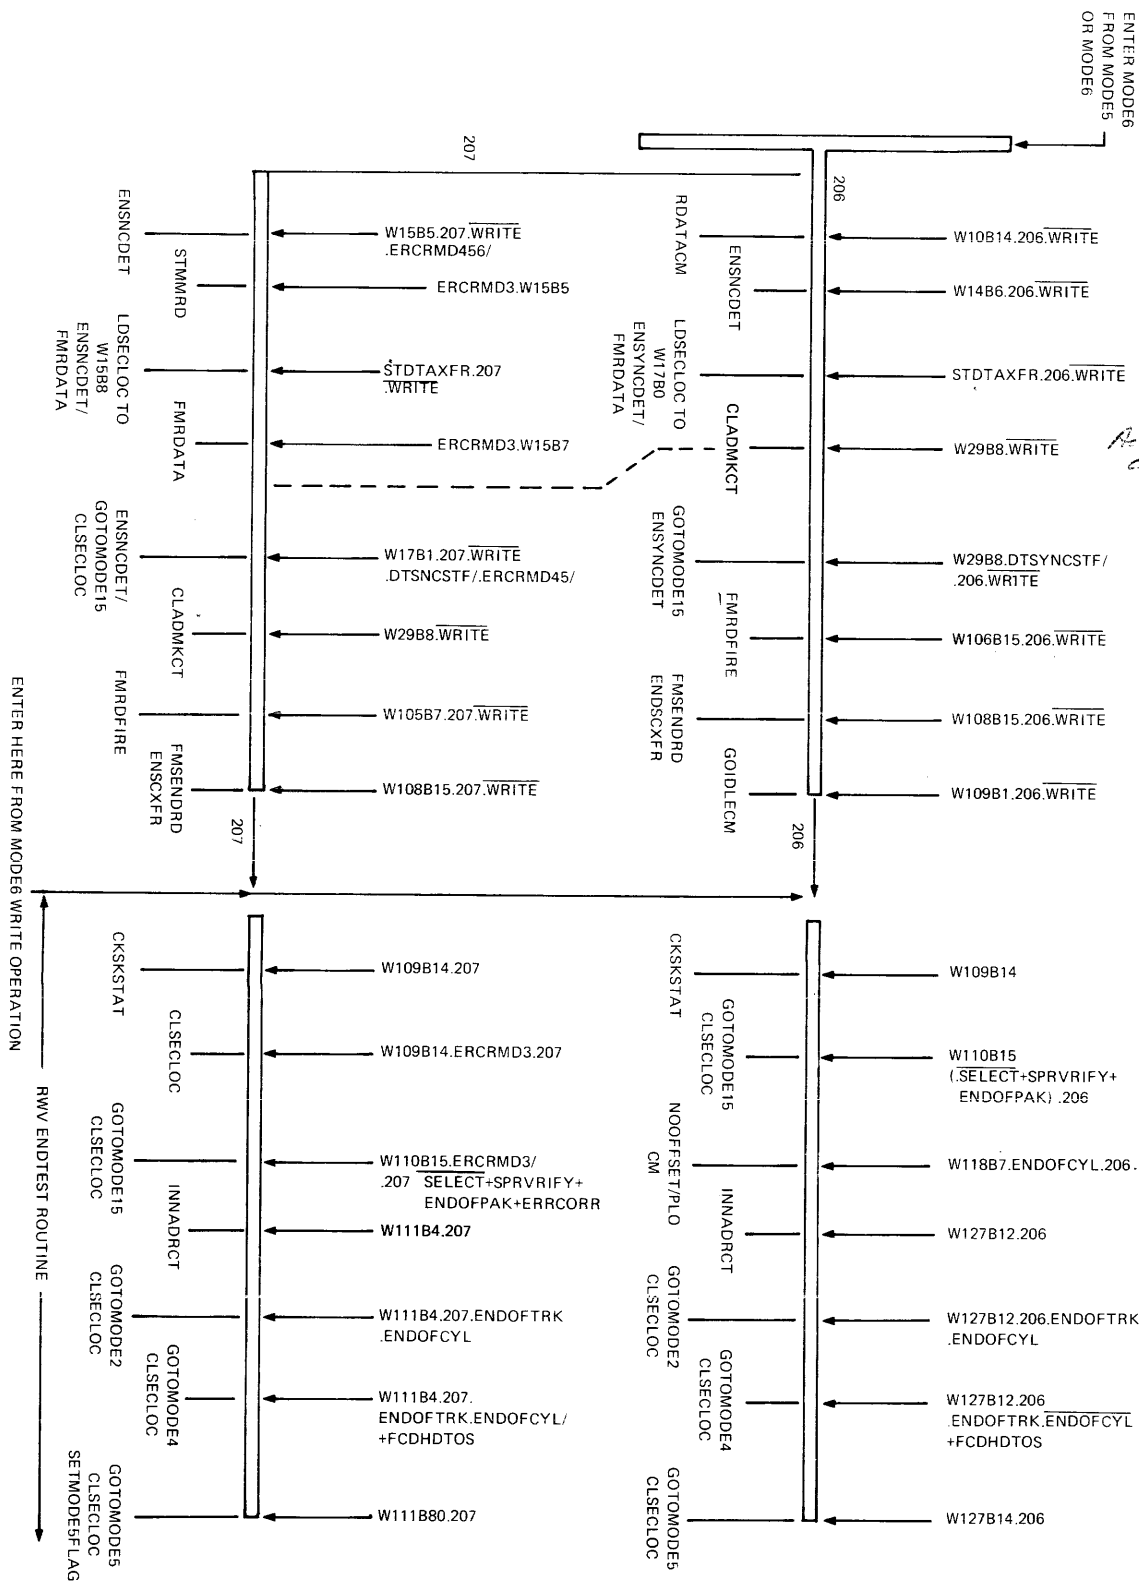 ENTER MODE6
FROM MODE5
OR MODE6
206
207
W10B14.206.WRITE
RDATACM
W14B6.206.WRITE
ENSNCDET
STDTAXFR.206.WRITE
LDSECLOC TO
W17B0
ENSYNCDET/
FMRDATA
W29B8.WRITE
CLADMKCT
W29B8.DTSYNCSTF/
.206.WRITE
GOTOMODE15
ENSYNCDET
W106B15.206.WRITE
FMRDFIRE
W108B15.206.WRITE
FMSENDRD
ENDSCXFR
W109B1.206.WRITE
GOIDLECM
206
W109B14
CKSKSTAT
W110B15
(.SELECT+SPRVRIFY+
ENDOFPAK) .206
GOTOMODE15
CLSECLOC
W118B7.ENDOFCYL.206.
NOOFFSET/PLO
CM
W127B12.206
INNADRCT
W127B12.206.ENDOFTRK
.ENDOFCYL
GOTOMODE2
CLSECLOC
W127B12.206
.ENDOFTRK.ENDOFCYL
+FCDHDTOS
GOTOMODE4
CLSECLOC
W127B14.206
GOTOMODE5
CLSECLOC
W15B5.207.WRITE
.ERCRMD456/
ENSNCDET
ERCRMD3.W15B5
STMMRD
STDTAXFR.207
WRITE
LDSECLOC TO
W15B8
ENSNCDET/
FMRDATA
ERCRMD3.W15B7
FMRDATA
W17B1.207.WRITE
.DTSNCSTF/.ERCRMD45/
ENSNCDET/
GOTOMODE15
CLSECLOC
W29B8.WRITE
CLADMKCT
W105B7.207.WRITE
FMRDFIRE
W108B15.207.WRITE
FMSENDRD
ENSCXFR
207
W109B14.207
CKSKSTAT
W109B14.ERCRMD3.207
CLSECLOC
W110B15.ERCRMD3/
.207 SELECT+SPRVRIFY+
ENDOFPAK+ERRCORR
GOTOMODE15
CLSECLOC
W111B4.207
INNADRCT
W111B4.207.ENDOFTRK
.ENDOFCYL
GOTOMODE2
CLSECLOC
W111B4.207.
ENDOFTRK.ENDOFCYL/
+FCDHDTOS
GOTOMODE4
CLSECLOC
W111B80.207
GOTOMODE5
CLSECLOC
SETMODE5FLAG
ENTER HERE FROM MODE6 WRITE OPERATION
RWV ENDTEST ROUTINE